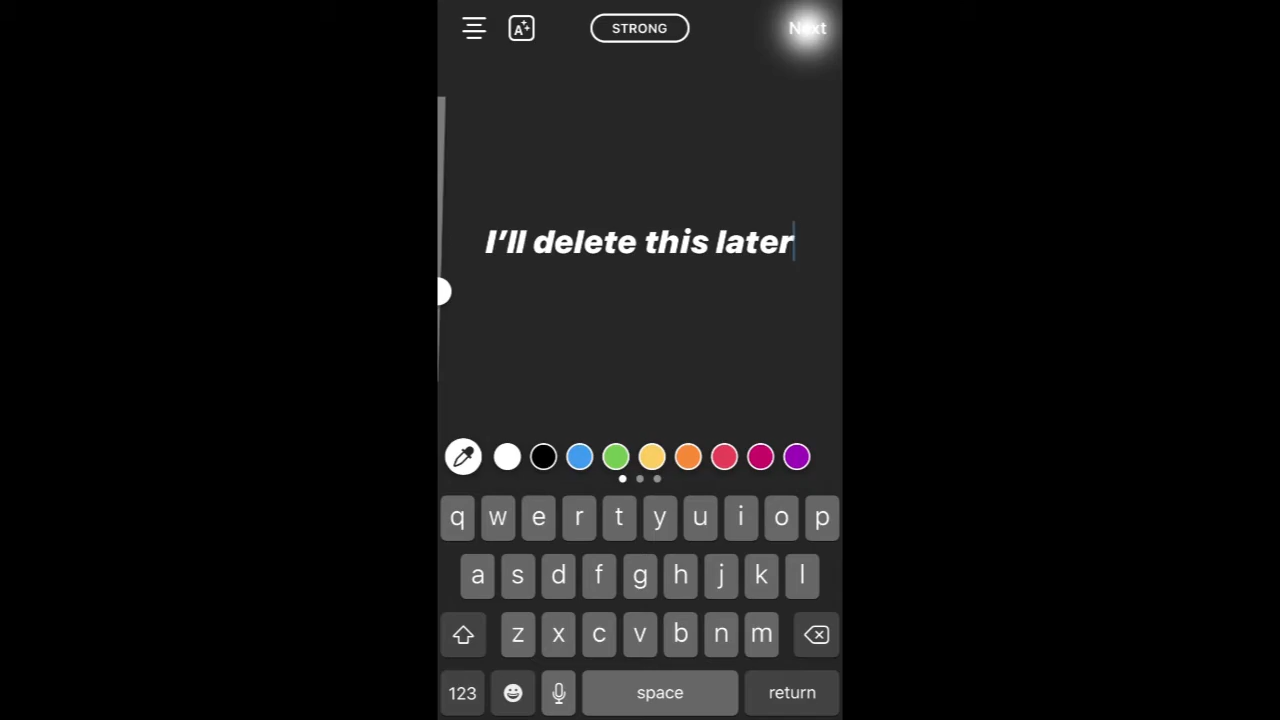 STRONG
Next
I’ll delete this later
q w e r t y u i o p
a s d f g h j k l
z x c v b n m
123 space return